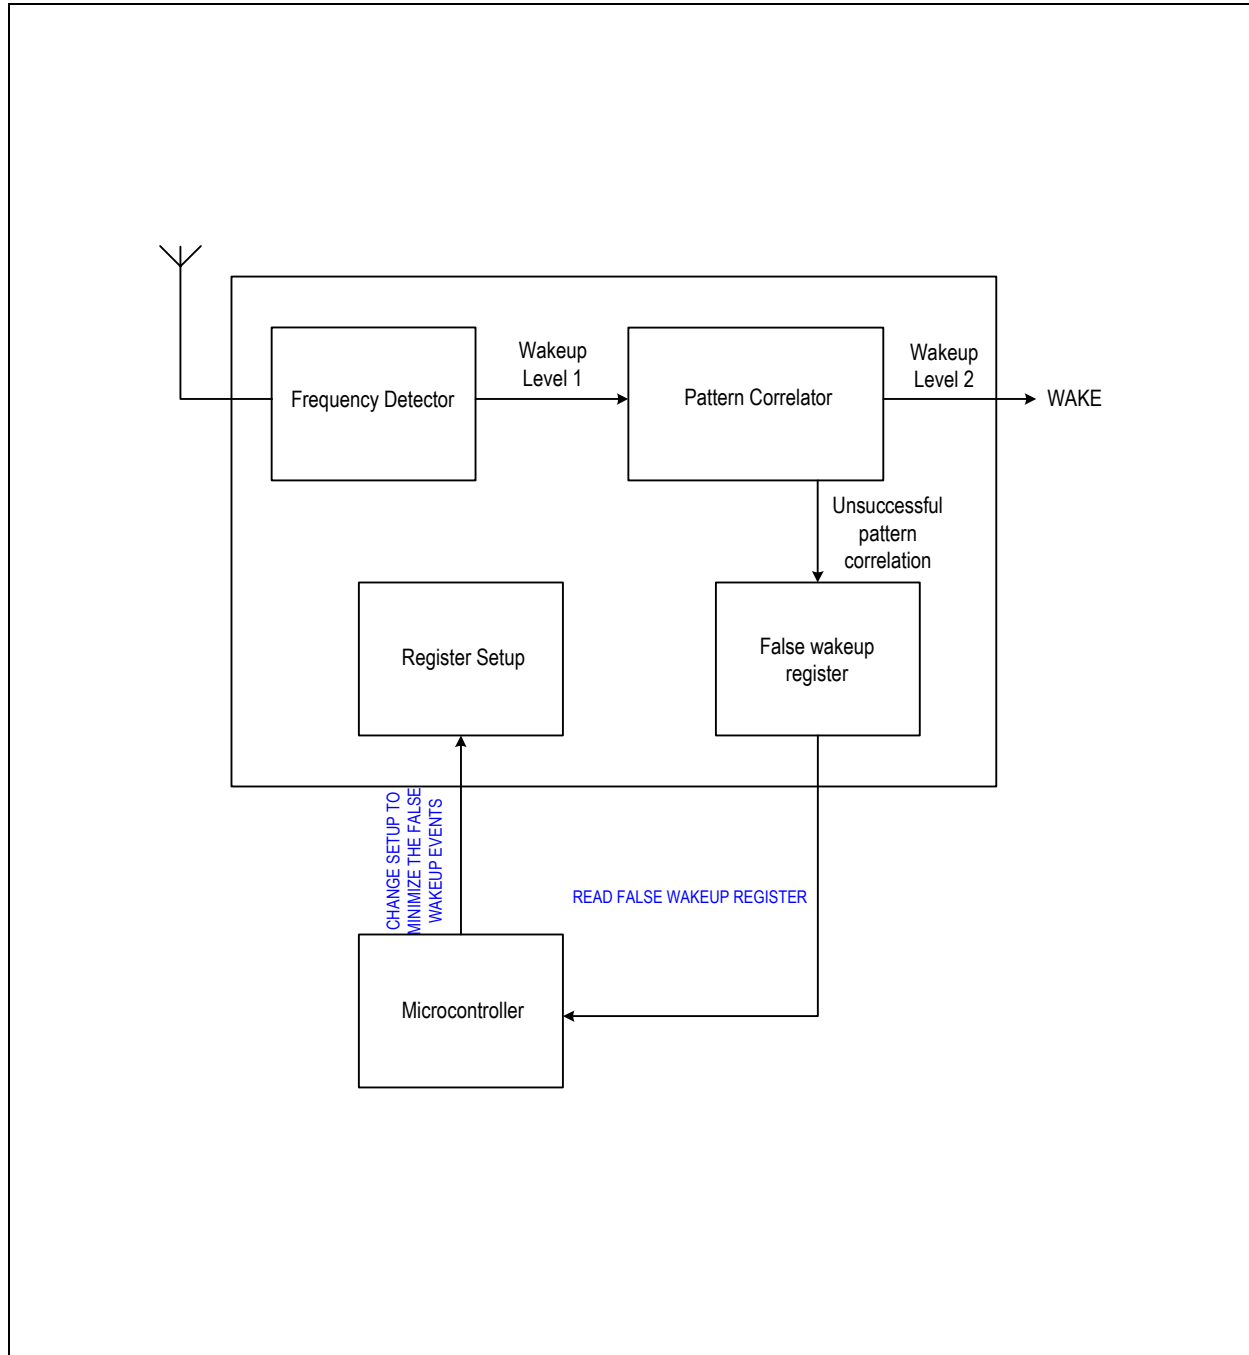 Wakeup
Level 1
Wakeup
Level 2
Frequency Detector
Pattern Correlator
WAKE
Unsuccessful
pattern
correlation
Register Setup
False wakeup
register
CHANGE SETUP TO
MINIMIZE THE FALSE
WAKEUP EVENTS
READ FALSE WAKEUP REGISTER
Microcontroller